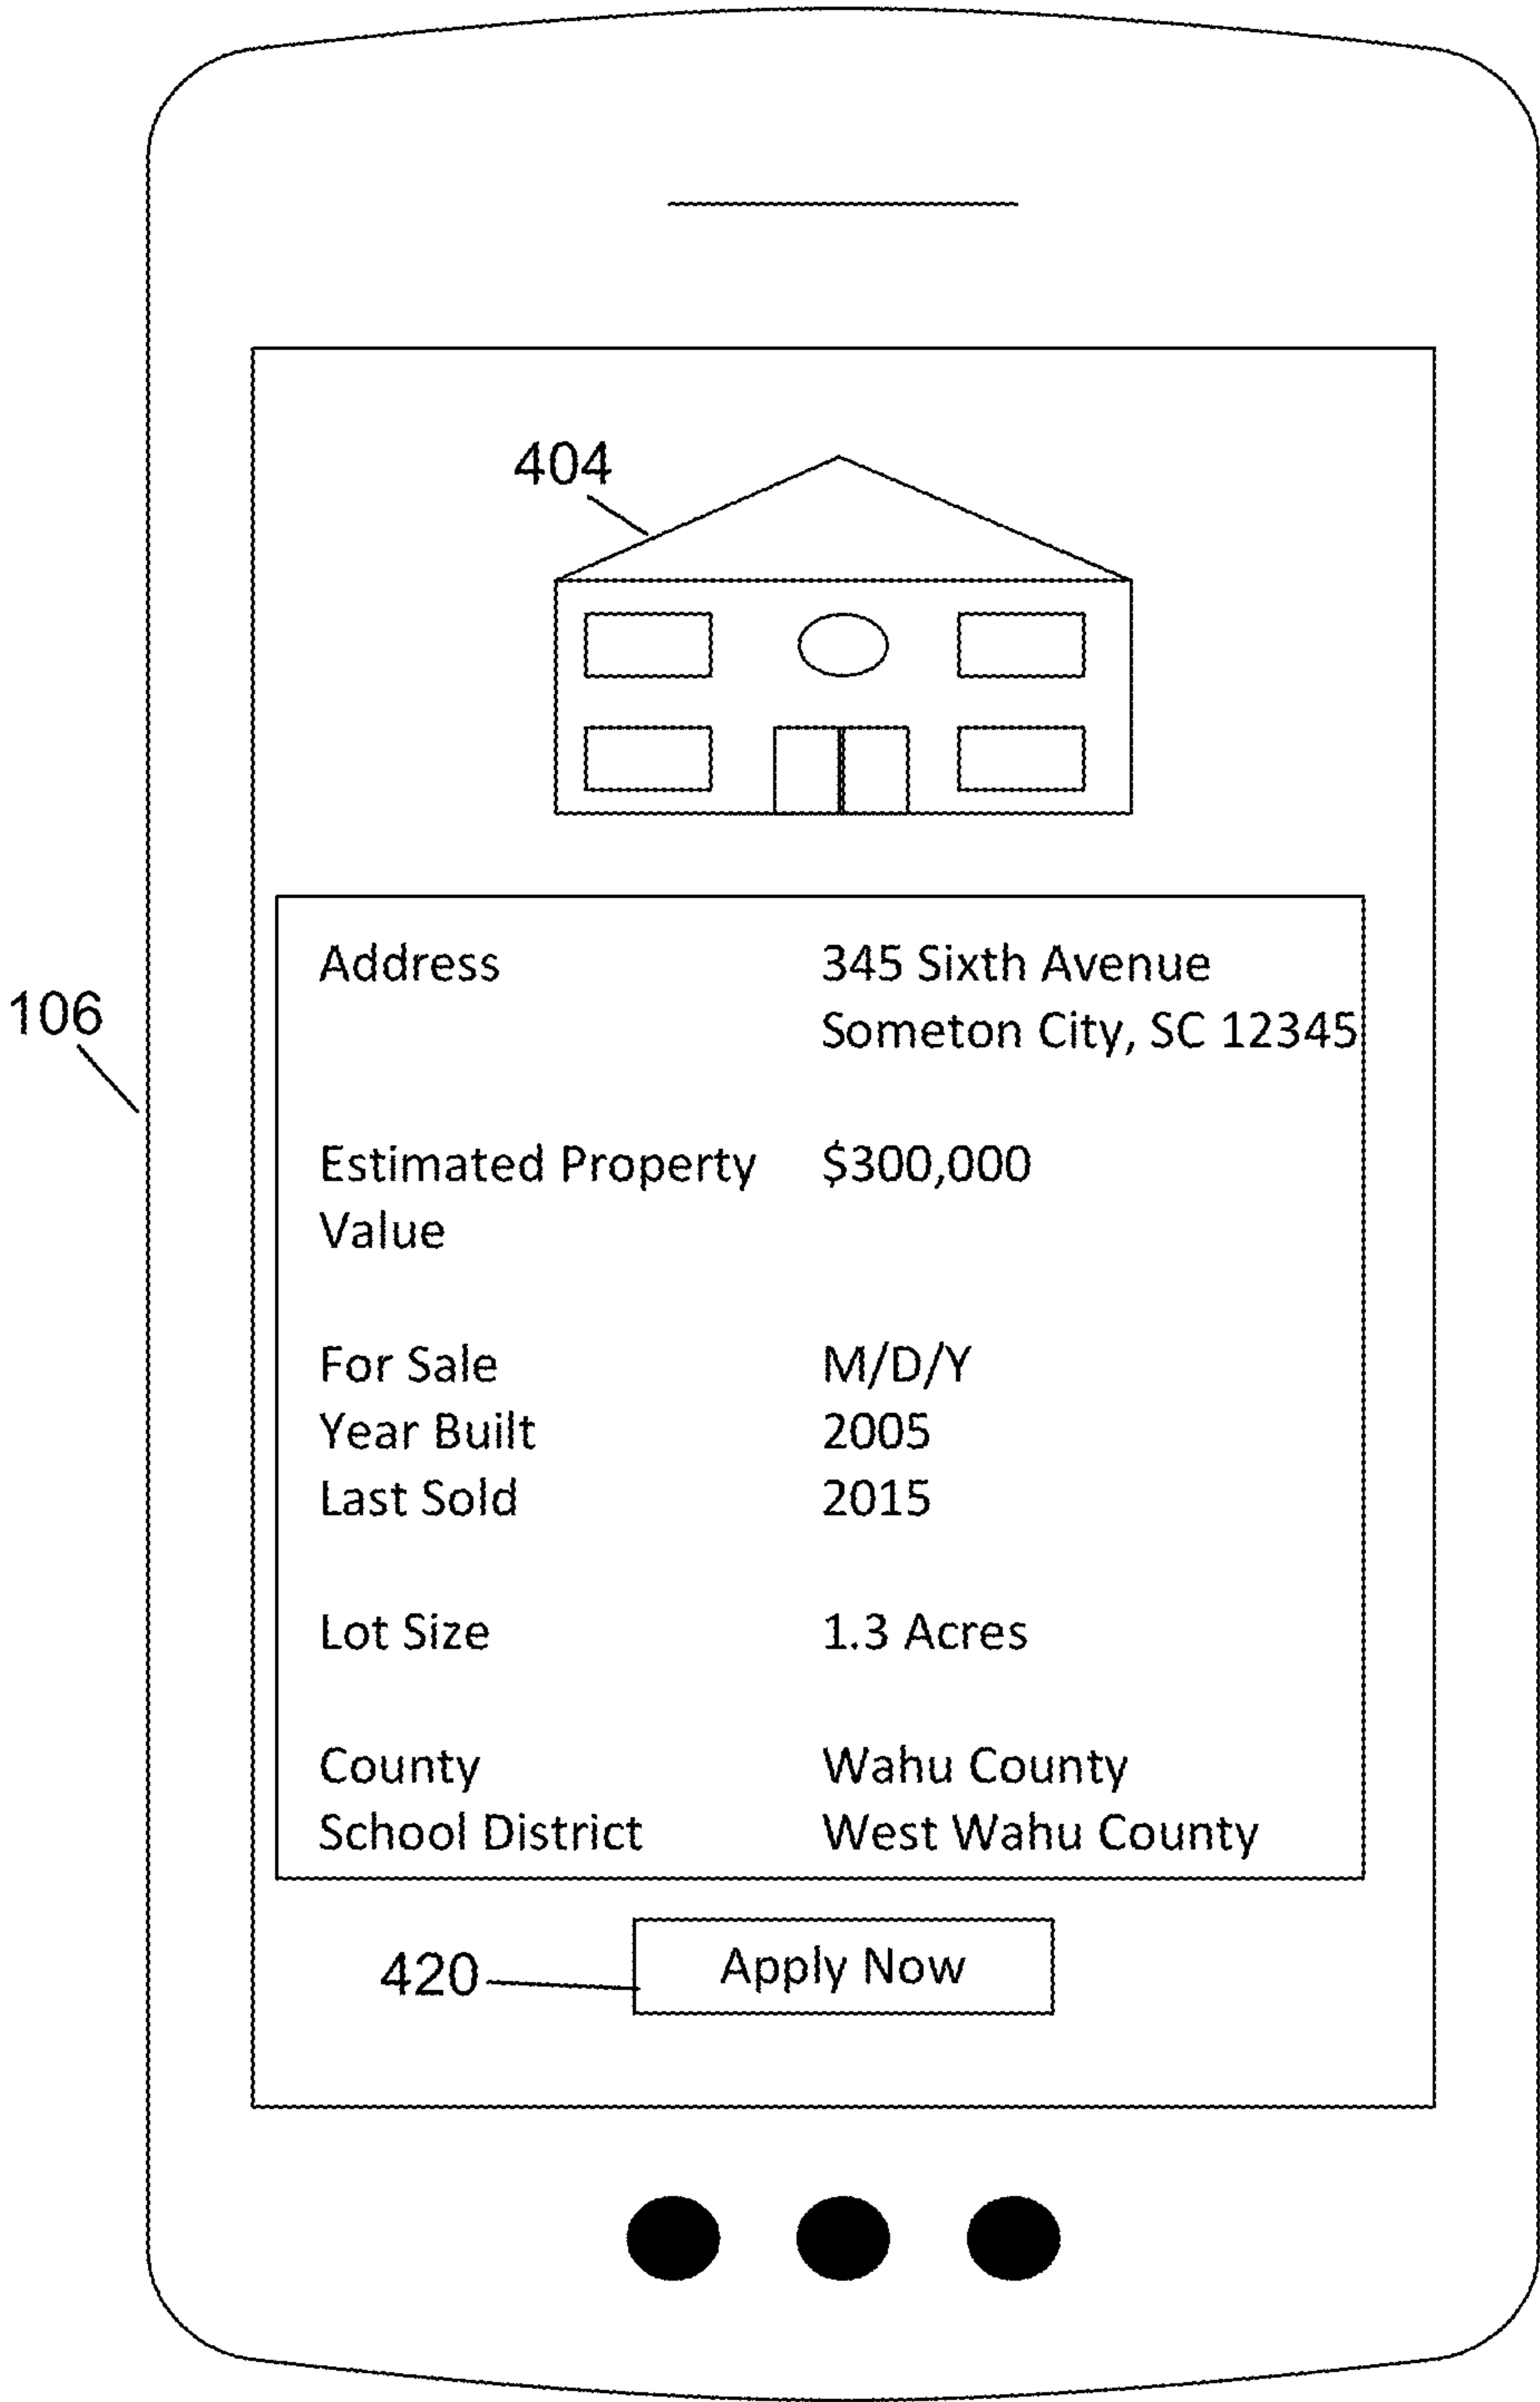 404
106
Address 345 Sixth Avenue
Someton City, SC 12345
Estimated Property $300,000
Value
For Sale M/D/Y
Year Built 2005
Last Sold 2015
Lot Size 1.3 Acres
County Wahu County
School District West Wahu County
420 Apply Now